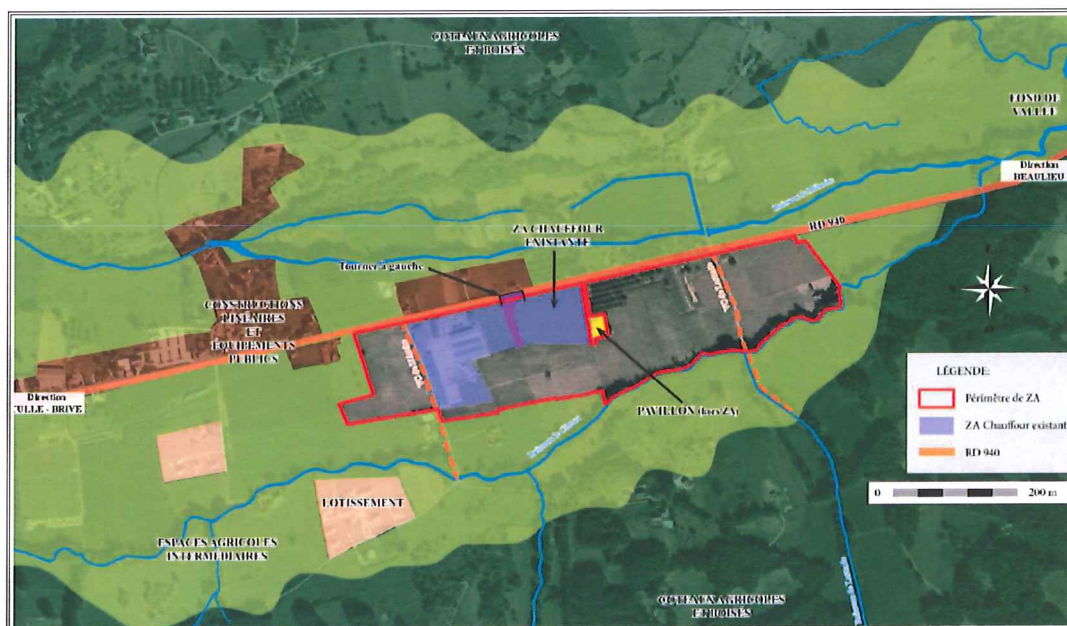 COTEAUX AGRICOLES
ET BOISÉS
FOND DE
VALLÉE
Direction
BEAULIEU
RD 940
ZA CHAUFFOUR
EXISTANTE
Tourner à gauche
CONSTRUCTIONS
LINÉAIRES
ET
ÉQUIPEMENTS
PUBLICS
Direction
TULLE - BRIVE
PAVILLON (hors ZA)
LÉGENDE:
Périmètre de ZA
ZA Chauffour existant
RD 940
0 200 m
LOTISSEMENT
ESPACES AGRICOLES
INTERMÉDIAIRES
COTEAUX AGRICOLES
ET BOISÉS